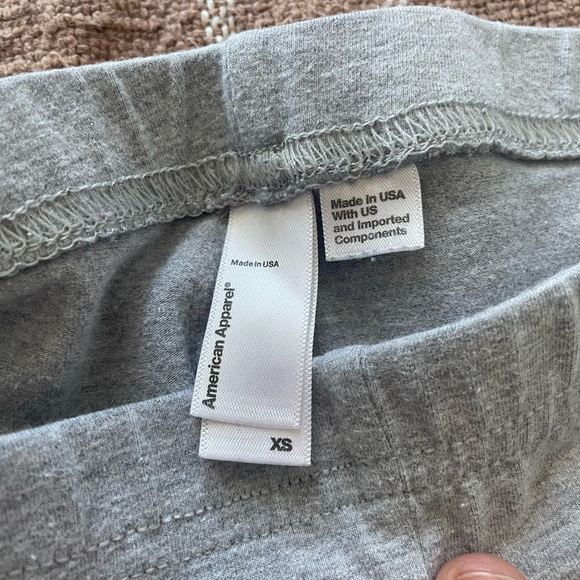 Made in USA
With US
and Imported
Components
Made in USA
American Apparel®
XS